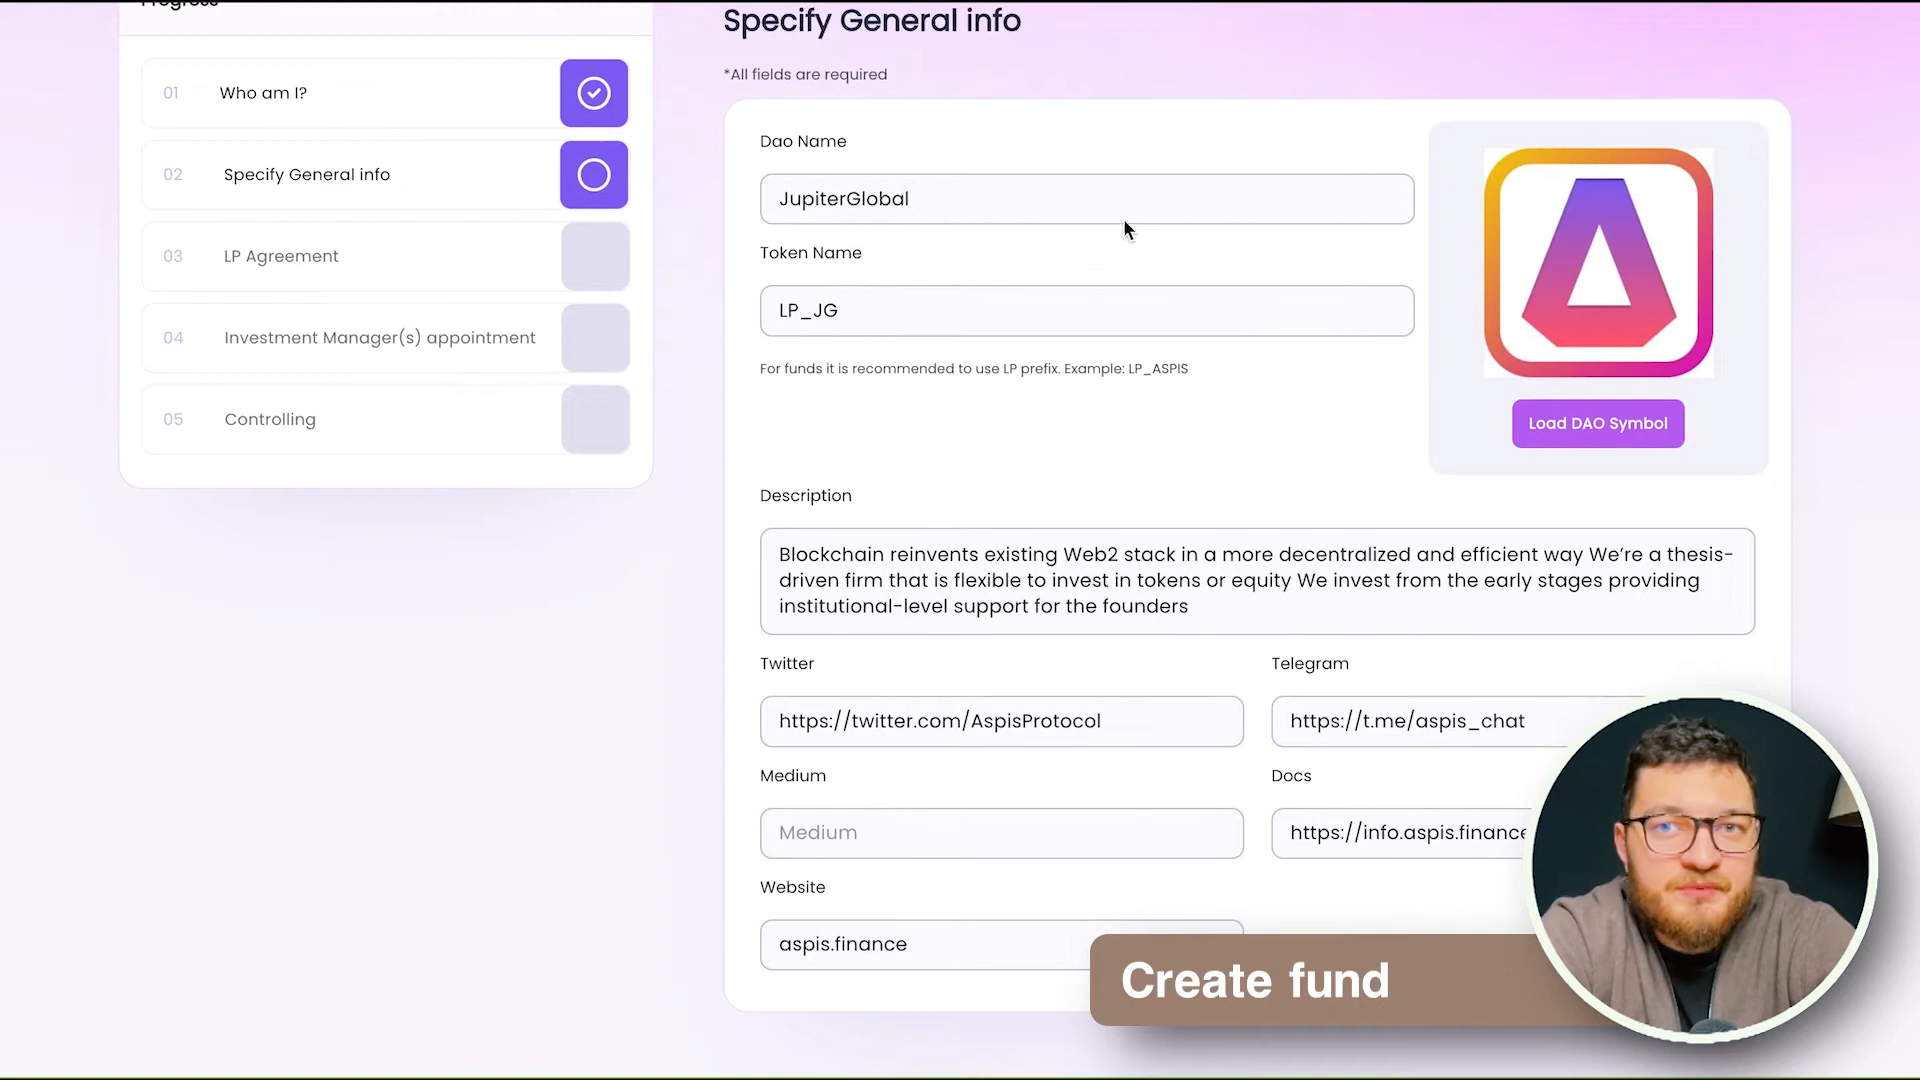 Progress
01 Who am I?
02 Specify General info
03 LP Agreement
04 Investment Manager(s) appointment
05 Controlling
Specify General info
*All fields are required
Dao Name
JupiterGlobal
Token Name
LP_JG
For funds it is recommended to use LP prefix. Example: LP_ASPIS
Load DAO Symbol
Description
Blockchain reinvents existing Web2 stack in a more decentralized and efficient way We’re a thesis-
driven firm that is flexible to invest in tokens or equity We invest from the early stages providing
institutional-level support for the founders
Twitter
Telegram
https://twitter.com/AspisProtocol
https://t.me/aspis_chat
Medium
Docs
Medium
https://info.aspis.finance
Website
aspis.finance
Create fund